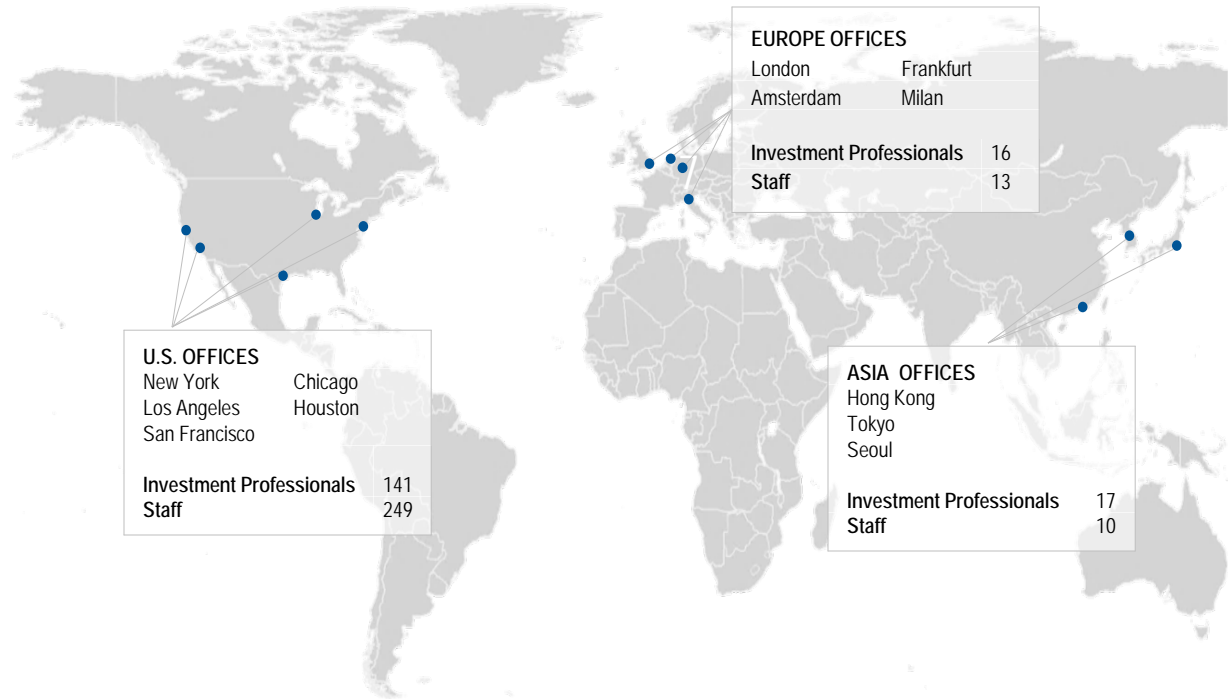 EUROPE OFFICES
London Frankfurt
Amsterdam Milan
Investment Professionals 16
Staff 13
U.S. OFFICES
New York Chicago
Los Angeles Houston
San Francisco
Investment Professionals 141
Staff 249
ASIA OFFICES
Hong Kong
Tokyo
Seoul
Investment Professionals 17
Staff 10